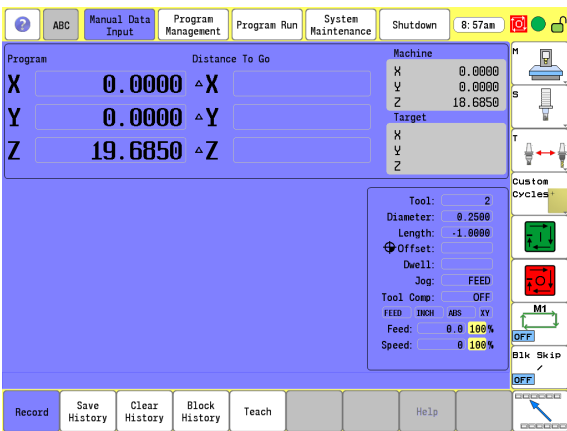 ?
ABC
Manual Data
Input
Program
Management
Program Run
System
Maintenance
Shutdown
8:57am
Program
Distance To Go
X 0.0000 ΔX
Y 0.0000 ΔY
Z 19.6850 ΔZ
Machine
X 0.0000
Y 0.0000
Z 18.6850
Target
X
Y
Z
Tool: 2
Diameter: 0.2500
Length: -1.0000
Offset:
Dwell:
Jog: FEED
Tool Comp: OFF
FEED INCH ABS XY
Feed: 0.0 100%
Speed: 0 100%
M
S
T
Custom
Cycles
M1
OFF
Blk Skip
/
OFF
Record
Save
History
Clear
History
Block
History
Teach
Help